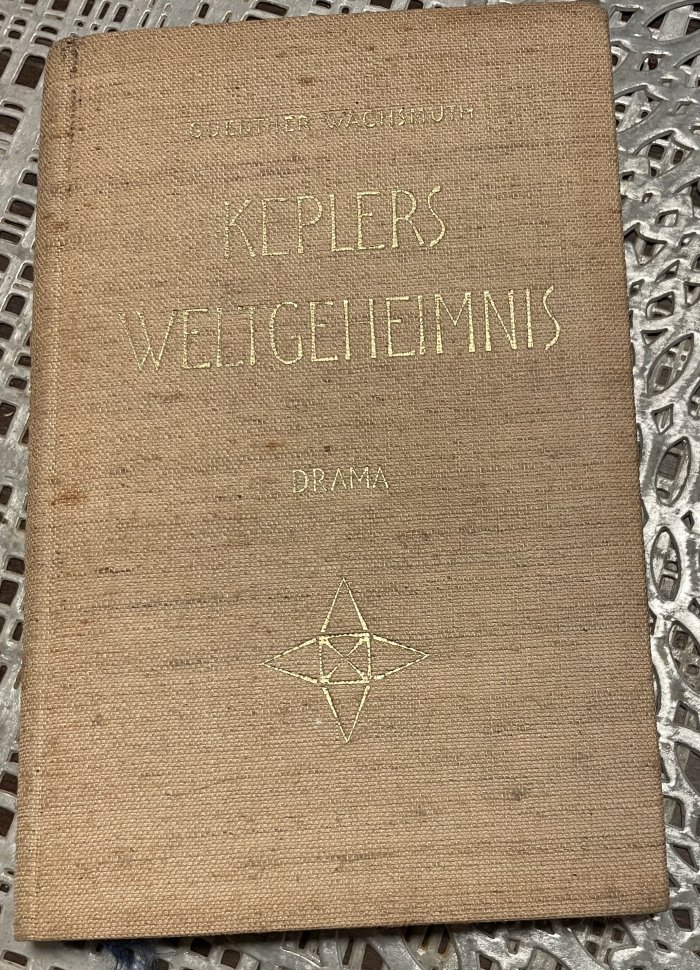 GUENTHER WACHSMUTH
KEPLERS
WELTGEHEIMNIS
DRAMA